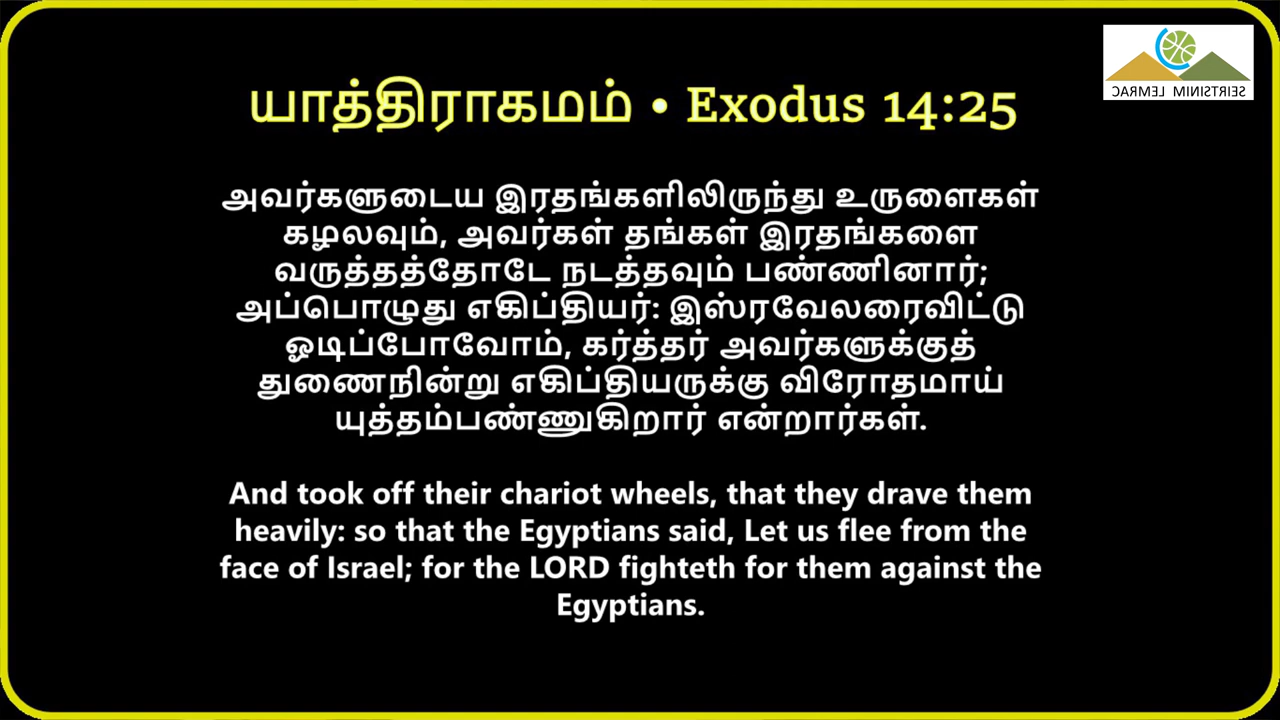 CARMEL MINISTRIES
யாத்திராகமம் • Exodus 14:25
அவர்களுடைய இரதங்களிலிருந்து உருளைகள்
கழலவும், அவர்கள் தங்கள் இரதங்களை
வருத்தத்தோடே நடத்தவும் பண்ணினார்;
அப்பொழுது எகிப்தியர்: இஸ்ரவேலரைவிட்டு
ஓடிப்போவோம், கர்த்தர் அவர்களுக்குத்
துணைநின்று எகிப்தியருக்கு விரோதமாய்
யுத்தம்பண்ணுகிறார் என்றார்கள்.
And took off their chariot wheels, that they drave them
heavily: so that the Egyptians said, Let us flee from the
face of Israel; for the LORD fighteth for them against the
Egyptians.